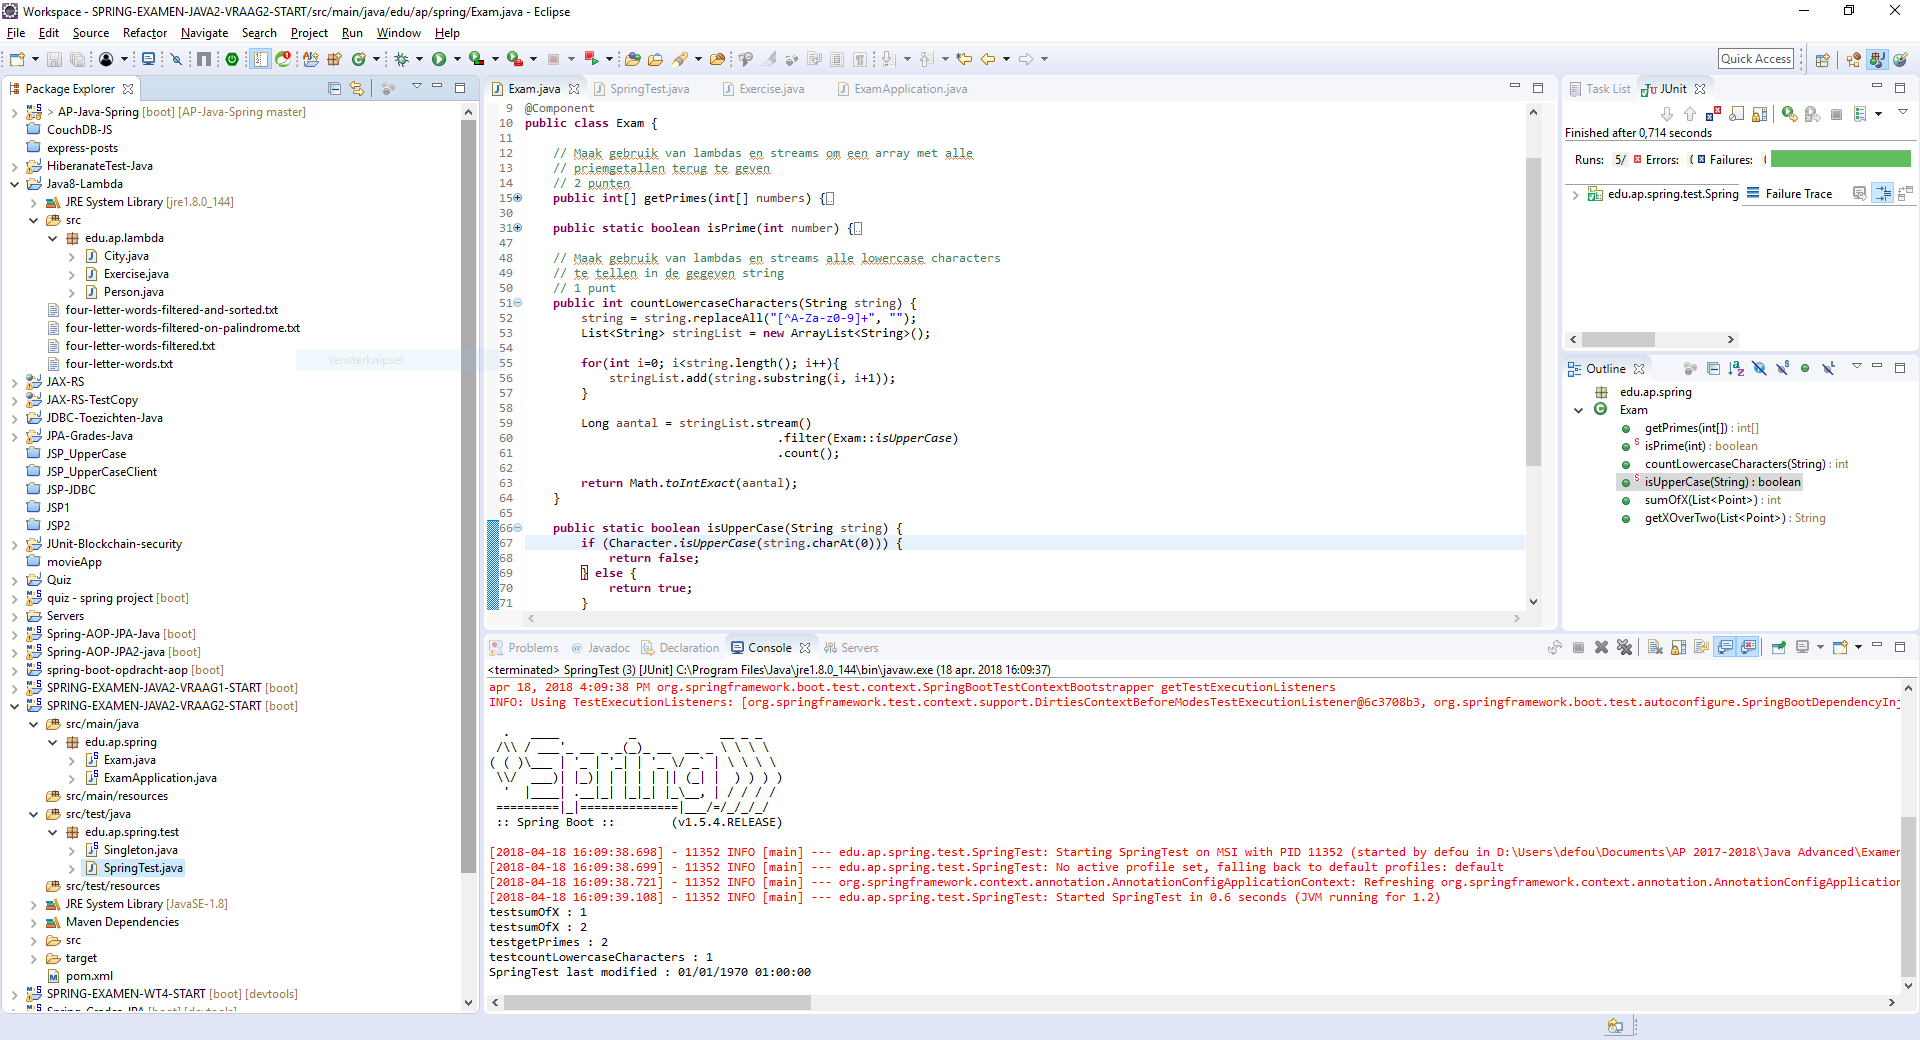 Workspace - SPRING-EXAMEN-JAVA2-VRAAG2-START/src/main/java/edu/ap/spring/Exam.java - Eclipse
File Edit Source Refactor Navigate Search Project Run Window Help
Quick Access
Package Explorer
> AP-Java-Spring [boot] [AP-Java-Spring master]
CouchDB-JS
express-posts
HiberanateTest-Java
Java8-Lambda
JRE System Library [jre1.8.0_144]
src
edu.ap.lambda
City.java
Exercise.java
Person.java
four-letter-words-filtered-and-sorted.txt
four-letter-words-filtered-on-palindrome.txt
four-letter-words-filtered.txt
four-letter-words.txt
Vensterknipsel
JAX-RS
JAX-RS-TestCopy
JDBC-Toezichten-Java
JPA-Grades-Java
JSP_UpperCase
JSP_UpperCaseClient
JSP-JDBC
JSP1
JSP2
JUnit-Blockchain-security
movieApp
Quiz
quiz - spring project [boot]
Servers
Spring-AOP-JPA-Java [boot]
Spring-AOP-JPA2-java [boot]
spring-boot-opdracht-aop [boot]
SPRING-EXAMEN-JAVA2-VRAAG1-START [boot]
SPRING-EXAMEN-JAVA2-VRAAG2-START [boot]
src/main/java
edu.ap.spring
Exam.java
ExamApplication.java
src/main/resources
src/test/java
edu.ap.spring.test
Singleton.java
SpringTest.java
src/test/resources
JRE System Library [JavaSE-1.8]
Maven Dependencies
src
target
pom.xml
SPRING-EXAMEN-WT4-START [boot] [devtools]
Spring-Grades-JPA [boot] [devtools]
Exam.java SpringTest.java Exercise.java ExamApplication.java
9 @Component
10 public class Exam {
11
12 // Maak gebruik van lambdas en streams om een array met alle
13 // priemgetallen terug te geven
14 // 2 punten
15 public int[] getPrimes(int[] numbers) {
30
31 public static boolean isPrime(int number) {
47
48 // Maak gebruik van lambdas en streams alle lowercase characters
49 // te tellen in de gegeven string
50 // 1 punt
51 public int countLowercaseCharacters(String string) {
52 string = string.replaceAll("[^A-Za-z0-9]+", "");
53 List<String> stringList = new ArrayList<String>();
54
55 for(int i=0; i<string.length(); i++){
56 stringList.add(string.substring(i, i+1));
57 }
58
59 Long aantal = stringList.stream()
60 .filter(Exam::isUpperCase)
61 .count();
62
63 return Math.toIntExact(aantal);
64 }
65
66 public static boolean isUpperCase(String string) {
67 if (Character.isUpperCase(string.charAt(0))) {
68 return false;
69 } else {
70 return true;
71 }
Task List JUnit
Finished after 0,714 seconds
Runs: 5/ Errors: Failures:
edu.ap.spring.test.Spring Failure Trace
Outline
edu.ap.spring
Exam
getPrimes(int[]) : int[]
isPrime(int) : boolean
countLowercaseCharacters(String) : int
isUpperCase(String) : boolean
sumOfX(List<Point>) : int
getXOverTwo(List<Point>) : String
Problems @ Javadoc Declaration Console Servers
<terminated> SpringTest (3) [JUnit] C:\Program Files\Java\jre1.8.0_144\bin\javaw.exe (18 apr. 2018 16:09:37)
apr 18, 2018 4:09:38 PM org.springframework.boot.test.context.SpringBootTestContextBootstrapper getTestExecutionListeners
INFO: Using TestExecutionListeners: [org.springframework.test.context.support.DirtiesContextBeforeModesTestExecutionListener@6c3708b3, org.springframework.boot.test.autoconfigure.SpringBootDependencyInj
Spring
:: Spring Boot :: (v1.5.4.RELEASE)
[2018-04-18 16:09:38.698] - 11352 INFO [main] --- edu.ap.spring.test.SpringTest: Starting SpringTest on MSI with PID 11352 (started by defou in D:\Users\defou\Documents\AP 2017-2018\Java Advanced\Examen
[2018-04-18 16:09:38.699] - 11352 INFO [main] --- edu.ap.spring.test.SpringTest: No active profile set, falling back to default profiles: default
[2018-04-18 16:09:38.721] - 11352 INFO [main] --- org.springframework.context.annotation.AnnotationConfigApplicationContext: Refreshing org.springframework.context.annotation.AnnotationConfigApplication
[2018-04-18 16:09:39.108] - 11352 INFO [main] --- edu.ap.spring.test.SpringTest: Started SpringTest in 0.6 seconds (JVM running for 1.2)
testsumOfX : 1
testsumOfX : 2
testgetPrimes : 2
testcountLowercaseCharacters : 1
SpringTest last modified : 01/01/1970 01:00:00